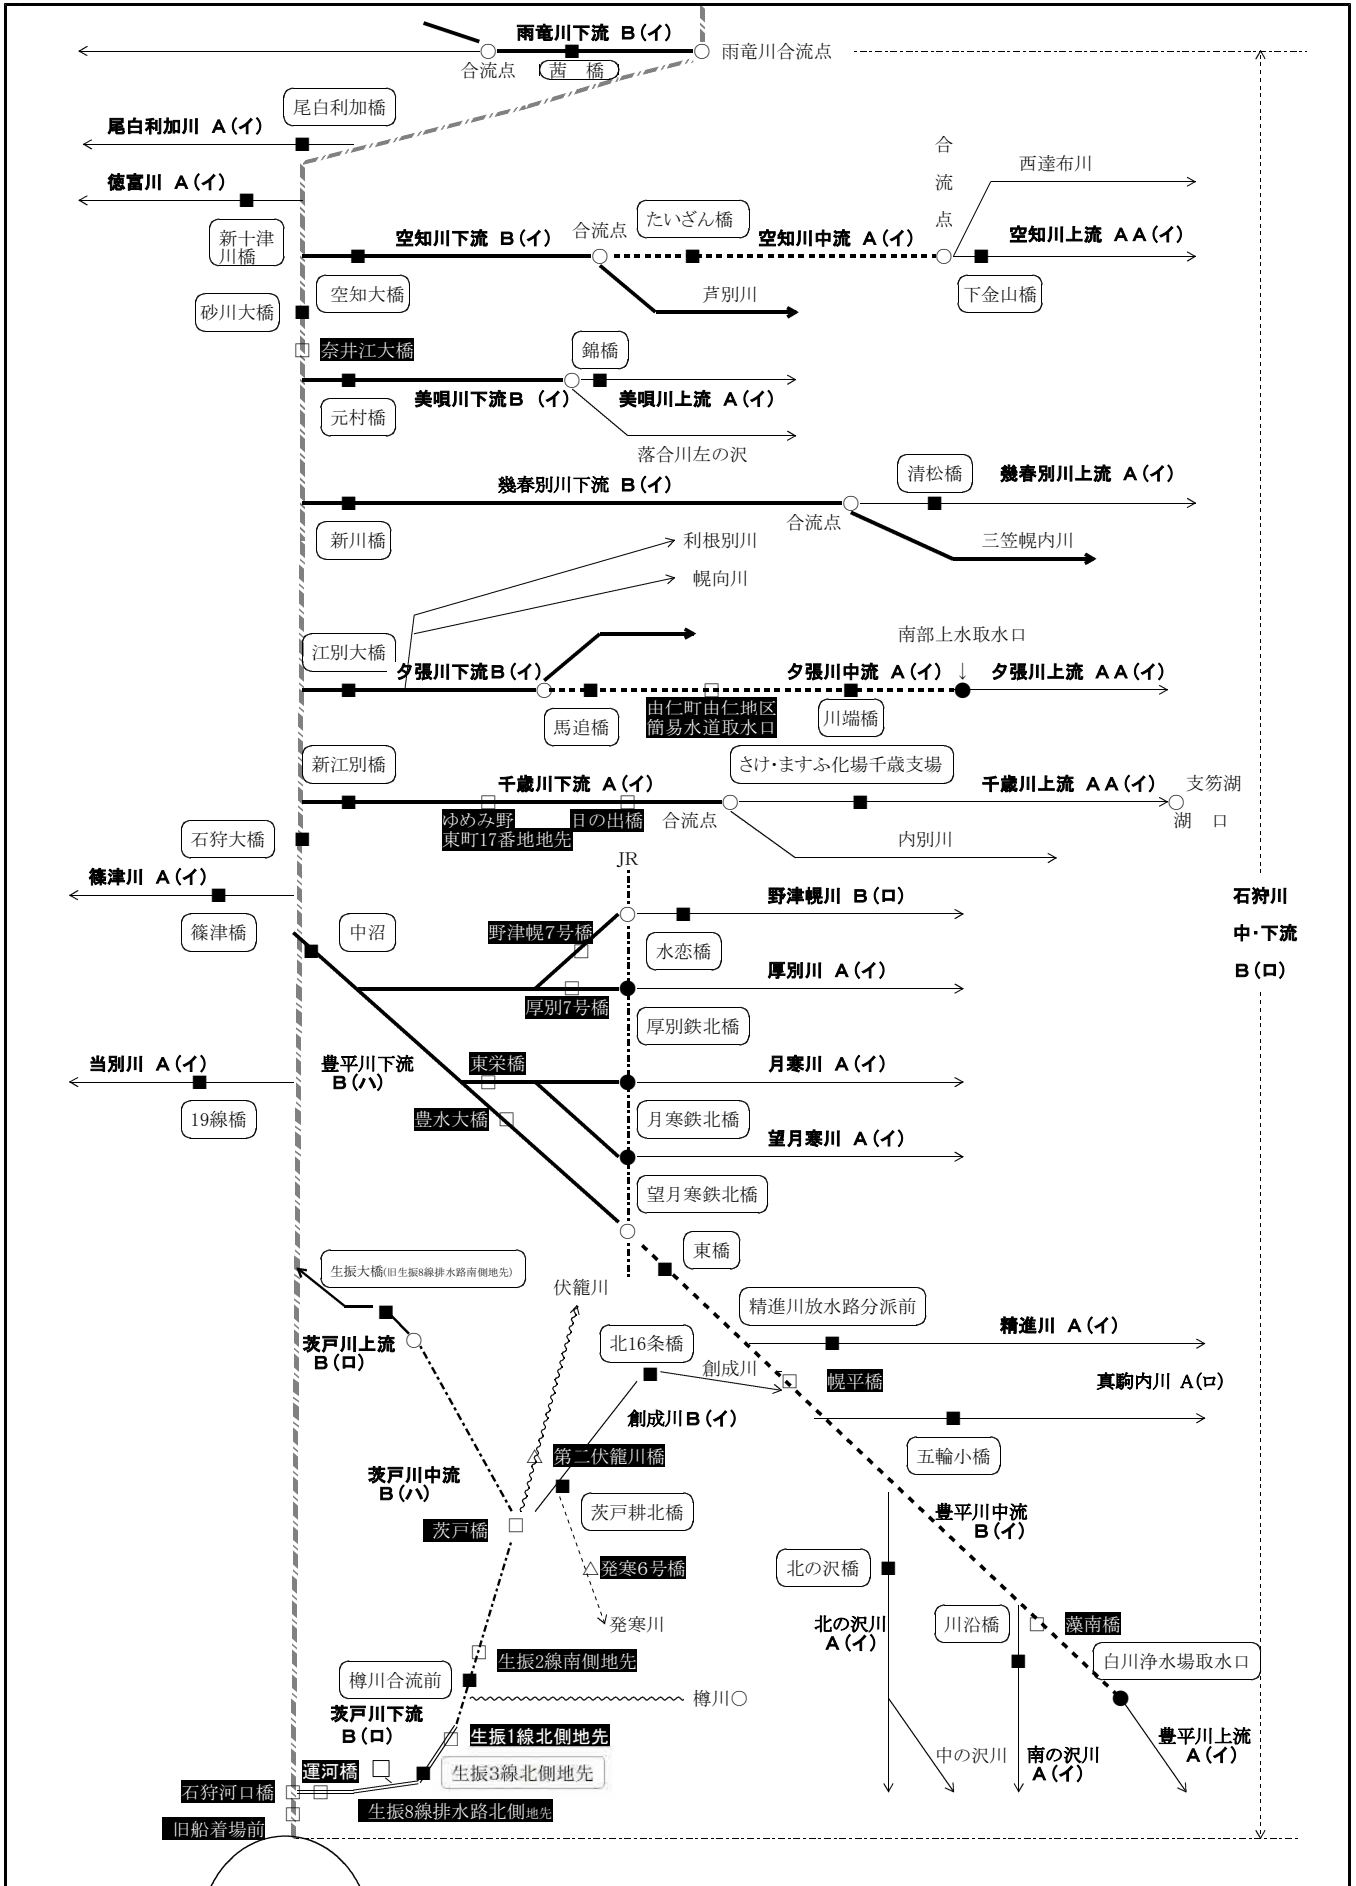 雨竜川下流 B(イ)
雨竜川合流点
合流点
茜 橋
尾白利加橋
尾白利加川 A(イ)
合
流
点
西達布川
徳富川 A(イ)
新十津
川橋
空知川下流 B(イ)
合流点
たいざん橋
空知川中流 A(イ)
空知川上流 AA(イ)
空知大橋
芦別川
下金山橋
砂川大橋
奈井江大橋
錦橋
美唄川下流B (イ)
美唄川上流 A(イ)
元村橋
落合川左の沢
幾春別川下流 B(イ)
清松橋
幾春別川上流 A(イ)
新川橋
合流点
三笠幌内川
利根別川
幌向川
江別大橋
南部上水取水口
↓
夕張川下流B(イ)
夕張川中流 A(イ)
夕張川上流 AA(イ)
馬追橋
由仁町由仁地区
簡易水道取水口
川端橋
新江別橋
さけ・ますふ化場千歳支場
千歳川下流 A(イ)
千歳川上流 AA(イ)
支笏湖
湖 口
ゆめみ野
東町17番地地先
日の出橋
合流点
内別川
石狩大橋
JR
篠津川 A(イ)
野津幌川 B(ロ)
石狩川
中・下流
B(ロ)
篠津橋
中沼
野津幌7号橋
水恋橋
厚別川 A(イ)
厚別7号橋
厚別鉄北橋
当別川 A(イ)
豊平川下流
B(ハ)
東栄橋
月寒川 A(イ)
19線橋
豊水大橋
月寒鉄北橋
望月寒川 A(イ)
望月寒鉄北橋
東橋
生振大橋(旧生振8線排水路南側地先)
伏籠川
精進川放水路分派前
茨戸川上流
B(ロ)
北16条橋
精進川 A(イ)
創成川
幌平橋
真駒内川 A(ロ)
創成川B(イ)
茨戸川中流
B(ハ)
第二伏籠川橋
五輪小橋
茨戸橋
茨戸耕北橋
豊平川中流
B(イ)
発寒6号橋
北の沢橋
発寒川
北の沢川
A(イ)
川沿橋
藻南橋
生振2線南側地先
白川浄水場取水口
樽川合流前
樽川○
茨戸川下流
B(ロ)
生振1線北側地先
豊平川上流
A(イ)
中の沢川
南の沢川
A(イ)
運河橋
生振3線北側地先
石狩河口橋
生振8線排水路北側地先
旧船着場前